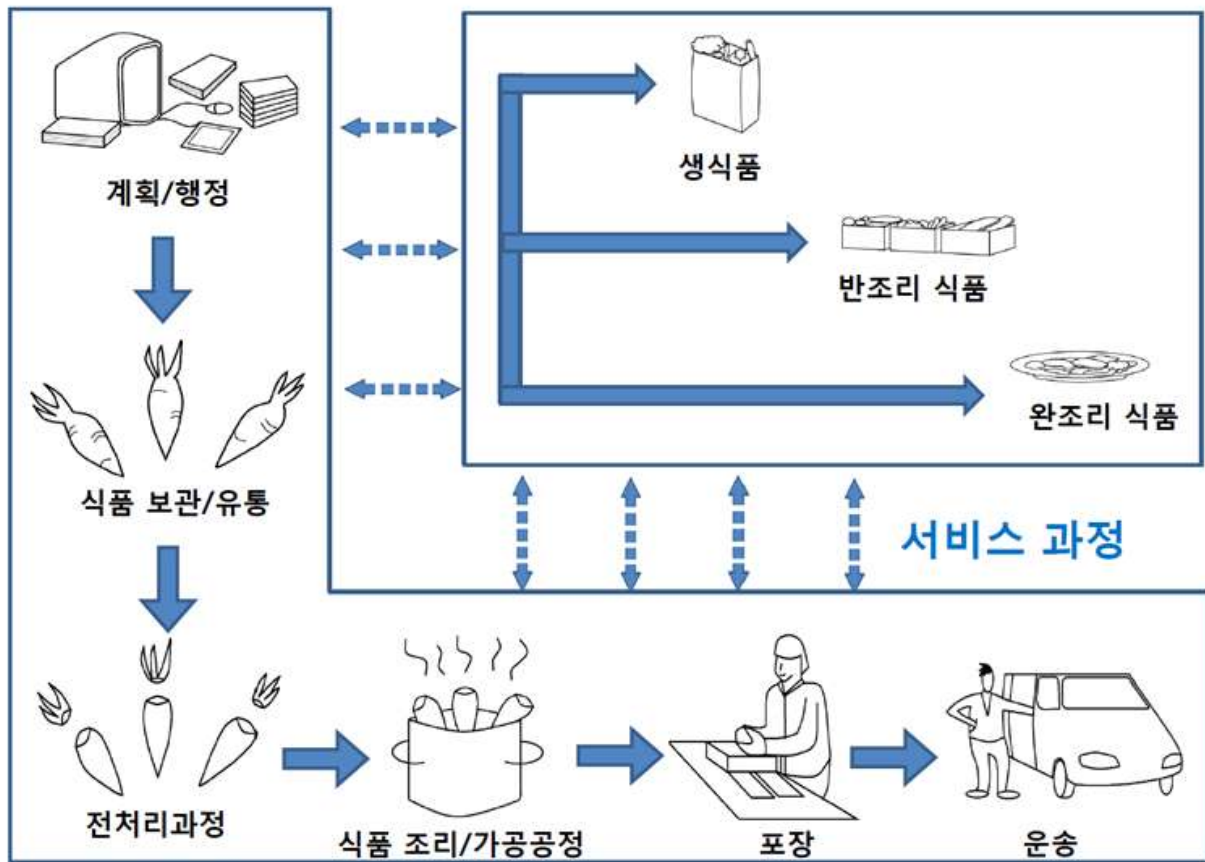 계획/행정
생식품
반조리 식품
완조리 식품
식품 보관/유통
서비스 과정
전처리과정
식품 조리/가공공정
포장
운송